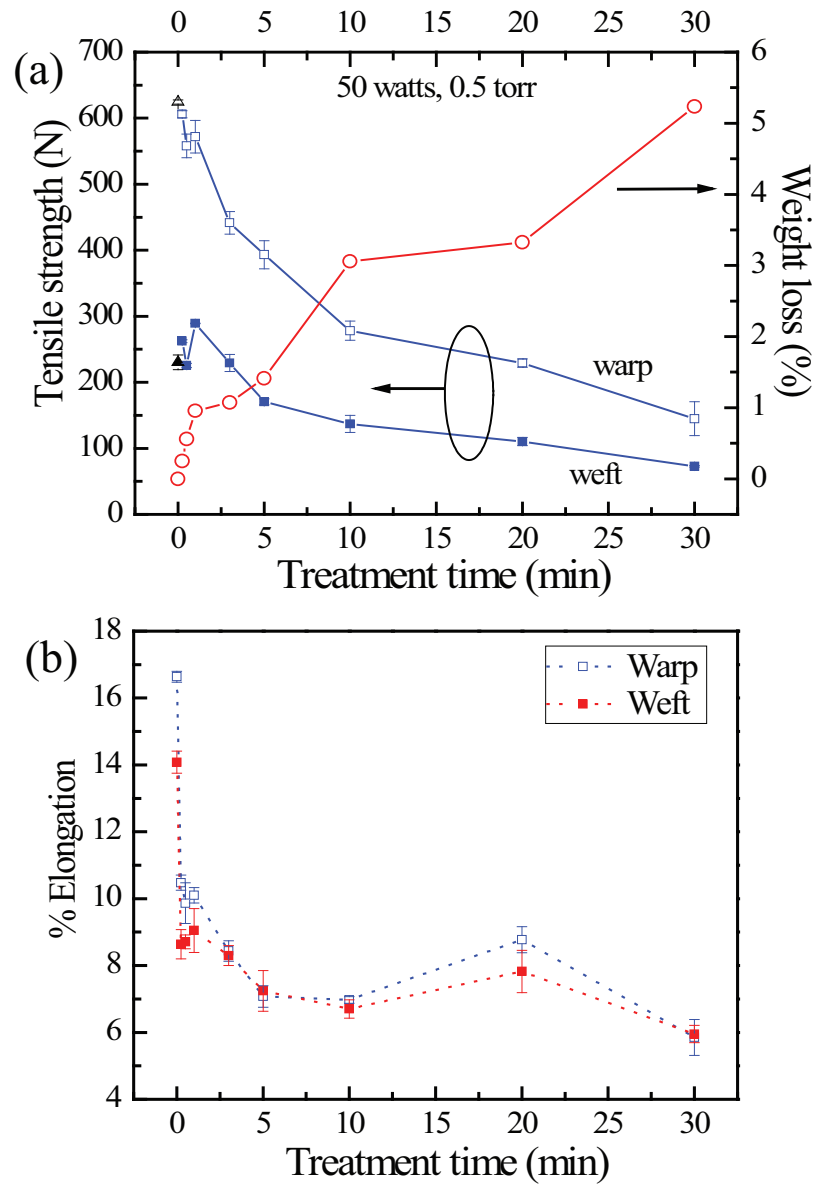 0 5 10 15 20 25 30
(a)
50 watts, 0.5 torr
700
600
500
400
300
200
100
0
Tensile strength (N)
6
5
4
3
2
1
0
Weight loss (%)
warp
weft
0 5 10 15 20 25 30
Treatment time (min)
(b)
Warp
Weft
18
16
14
12
10
8
6
4
% Elongation
0 5 10 15 20 25 30
Treatment time (min)